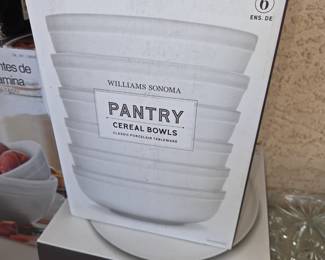 6
ENS. DE
ntes de
amina
WILLIAMS SONOMA
PANTRY
CEREAL BOWLS
CLASSIC PORCELAIN TABLEWARE